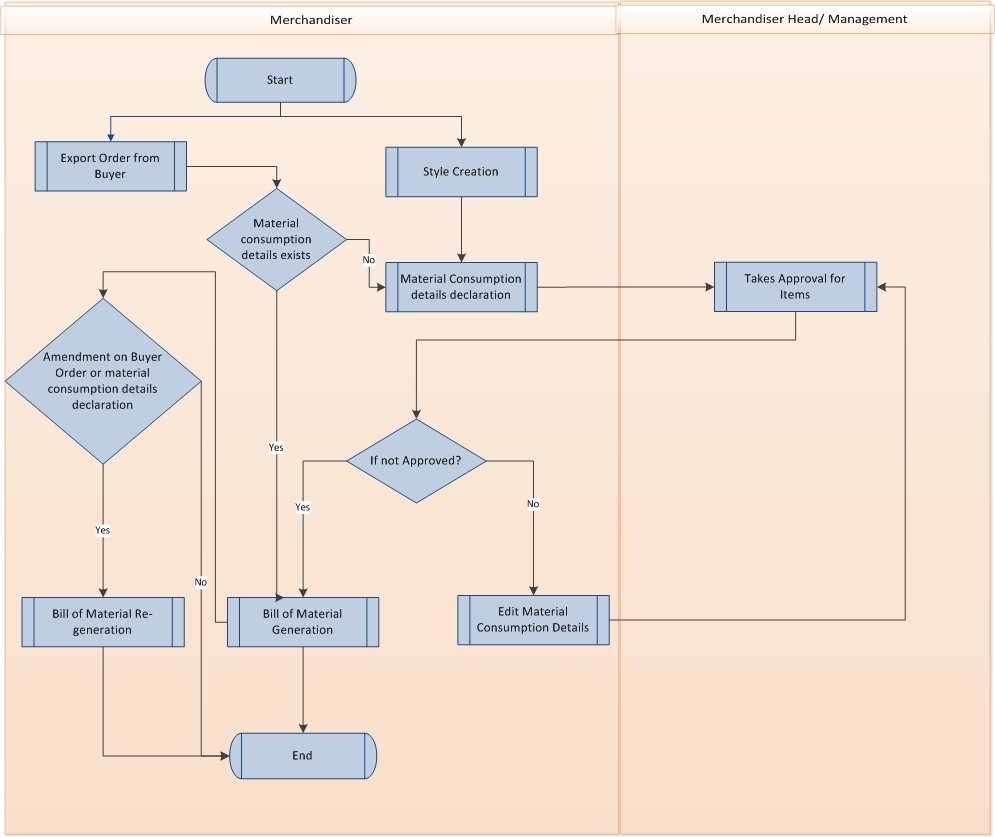 Merchandiser
Merchandiser Head/ Management
Start
Export Order from
Buyer
Style Creation
Material
consumption
details exists
No
Material Consumption
details declaration
Takes Approval for
Items
Amendment on Buyer
Order or material
consumption details
declaration
Yes
If not Approved?
Yes
No
Yes
No
Bill of Material Re-
generation
Bill of Material
Generation
Edit Material
Consumption Details
End